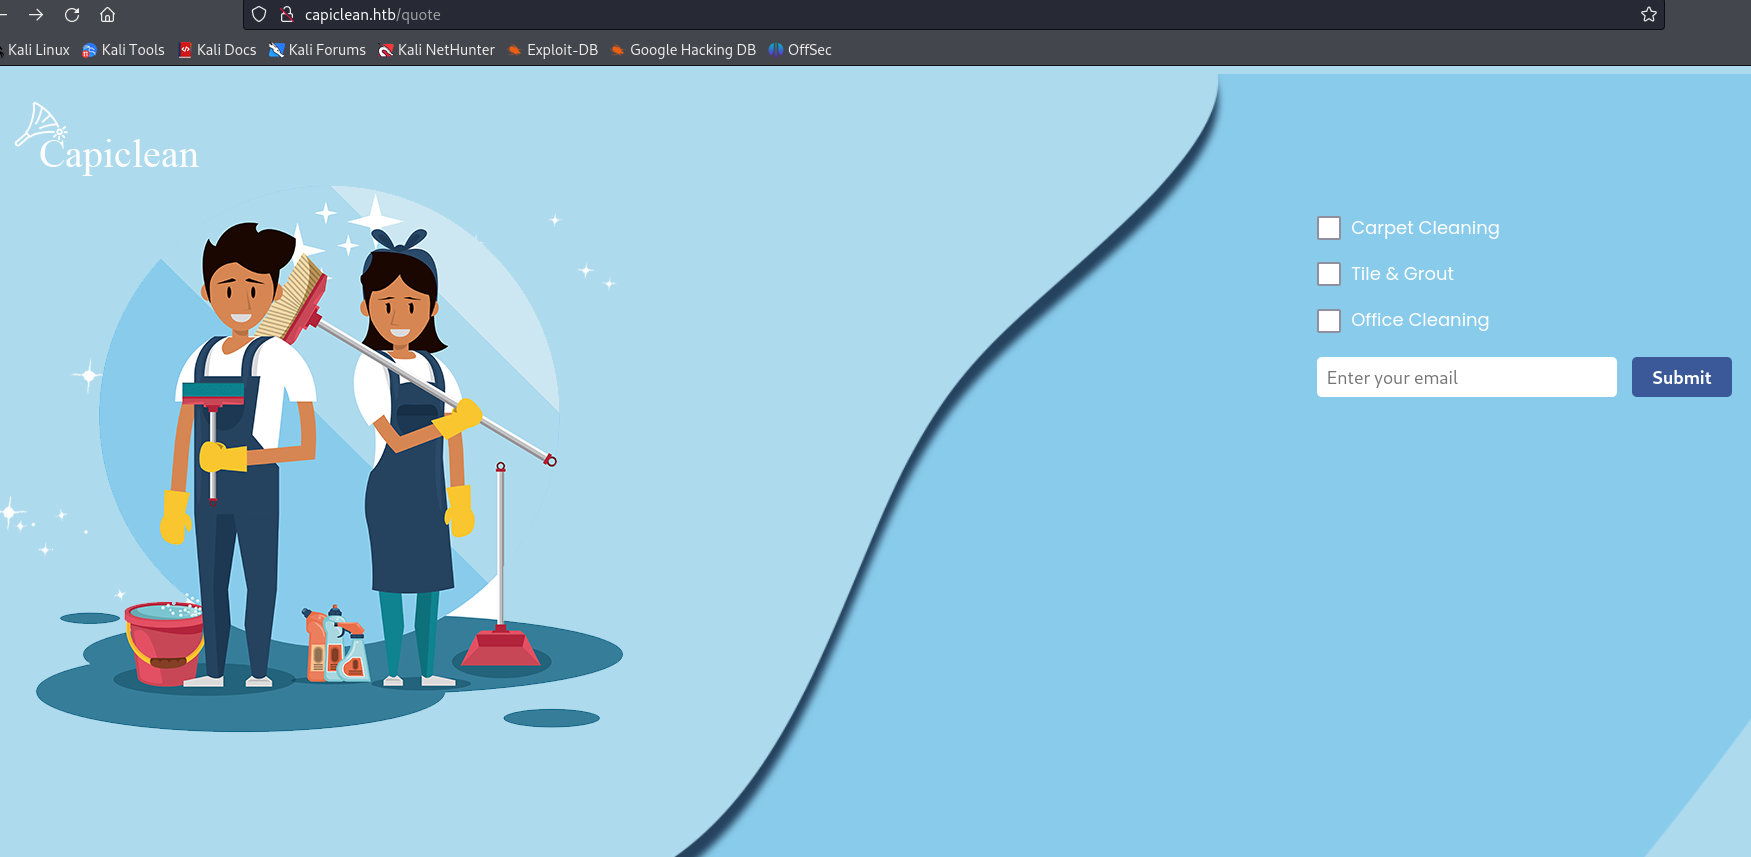 capiclean.htb/quote
Kali Linux Kali Tools Kali Docs Kali Forums Kali NetHunter Exploit-DB Google Hacking DB OffSec
Capiclean
Carpet Cleaning
Tile & Grout
Office Cleaning
Enter your email Submit